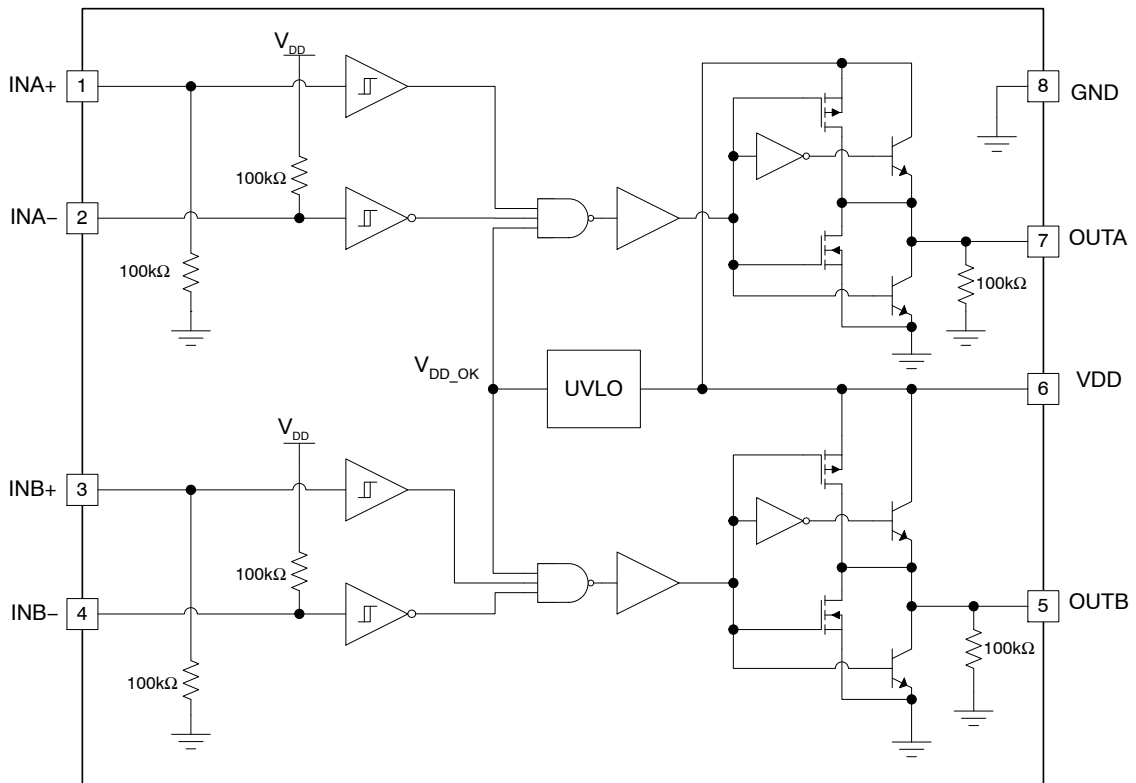 V_DD
INA+ 1
8 GND
100kΩ
INA− 2
7 OUTA
100kΩ
100kΩ
V_DD_OK
UVLO
6 VDD
V_DD
INB+ 3
100kΩ
INB− 4
5 OUTB
100kΩ
100kΩ